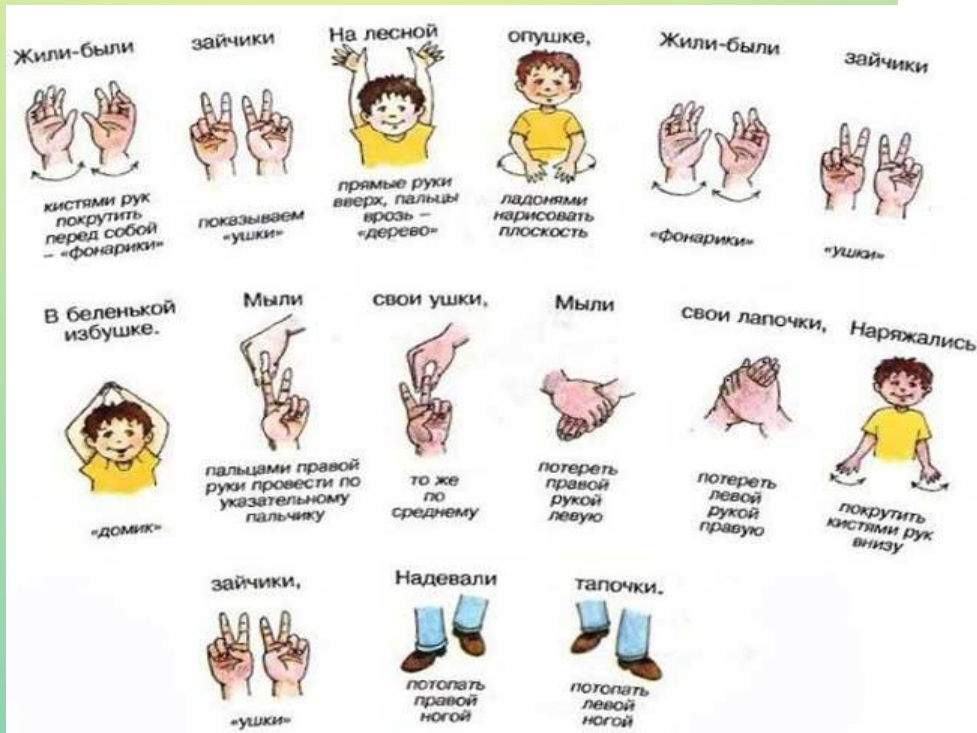 Жили-были
зайчики
На лесной
опушке,
Жили-были
зайчики
кистями рук
покрутить
перед собой
– «фонарики»
показываем
«ушки»
прямые руки
вверх, пальцы
врозь –
«дерево»
ладонями
нарисовать
плоскость
«фонарики»
«ушки»
В беленькой
избушке.
Мыли
свои ушки,
Мыли
свои лапочки,
Наряжались
«домик»
пальцами правой
руки провести по
указательному
пальчику
то же
по
среднему
потереть
правой
рукой
левую
потереть
левой
рукой
правую
покрутить
кистями рук
внизу
зайчики,
Надевали
тапочки.
«ушки»
потопать
правой
ногой
потопать
левой
ногой